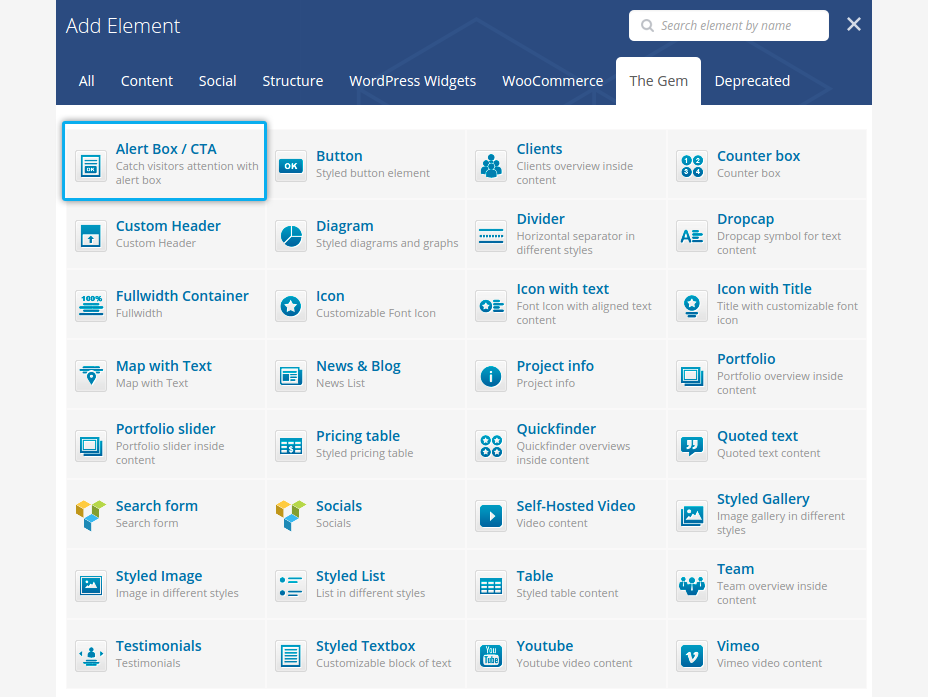 Add Element
Search element by name
All Content Social Structure WordPress Widgets WooCommerce The Gem Deprecated
Alert Box / CTA
Catch visitors attention with
alert box
OK
Button
Styled button element
Clients
Clients overview inside
content
1 2
3 4
Counter box
Counter box
Custom Header
Custom Header
Diagram
Styled diagrams and graphs
Divider
Horizontal separator in
different styles
A
Dropcap
Dropcap symbol for text
content
100%
Fullwidth Container
Fullwidth
Icon
Customizable Font Icon
Icon with text
Font Icon with aligned text
content
Icon with Title
Title with customizable font
icon
Map with Text
Map with Text
News & Blog
News List
i
Project info
Project info
Portfolio
Portfolio overview inside
content
Portfolio slider
Portfolio slider inside
content
$
Pricing table
Styled pricing table
Quickfinder
Quickfinder overviews
inside content
Quoted text
Quoted text content
Search form
Search form
Socials
Socials
Self-Hosted Video
Video content
Styled Gallery
Image gallery in different
styles
Styled Image
Image in different styles
Styled List
List in different styles
Table
Styled table content
Team
Team overview inside
content
Testimonials
Testimonials
Styled Textbox
Customizable block of text
You
Tube
Youtube
Youtube video content
v
Vimeo
Vimeo video content